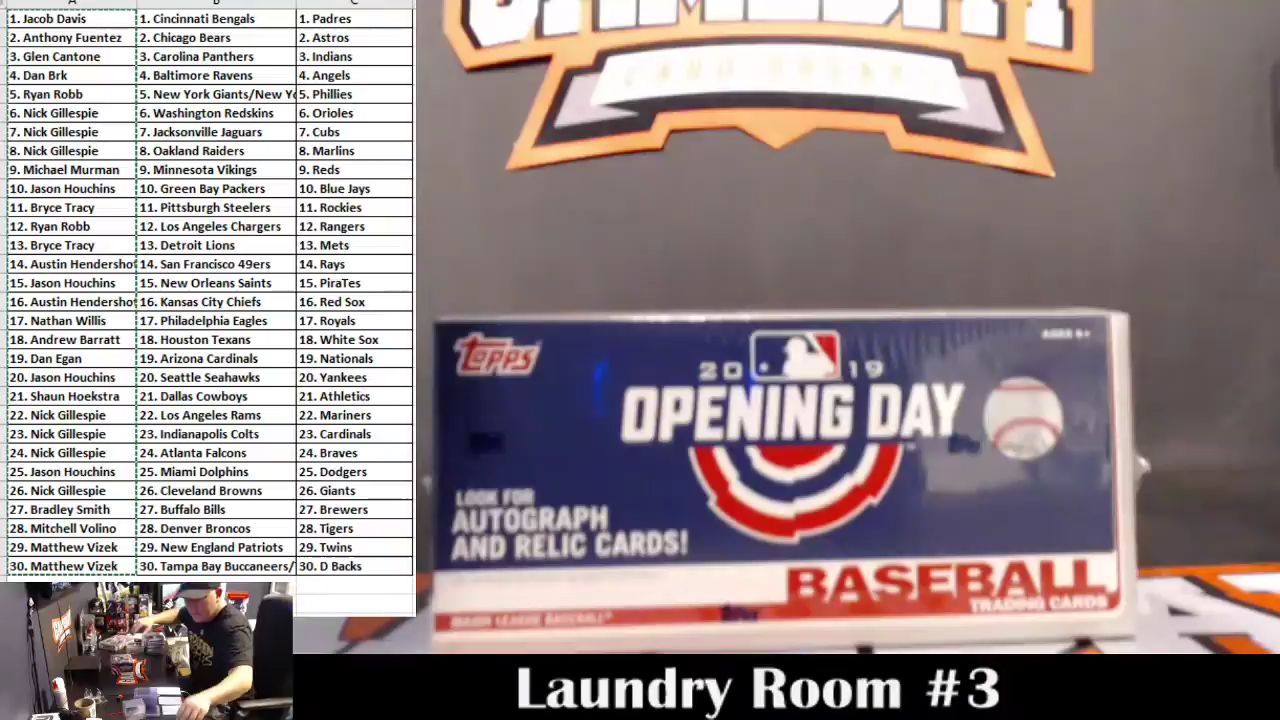 A B C
1. Jacob Davis 1. Cincinnati Bengals 1. Padres
2. Anthony Fuentez 2. Chicago Bears 2. Astros
3. Glen Cantone 3. Carolina Panthers 3. Indians
4. Dan Brk 4. Baltimore Ravens 4. Angels
5. Ryan Robb 5. New York Giants/New Yo 5. Phillies
6. Nick Gillespie 6. Washington Redskins 6. Orioles
7. Nick Gillespie 7. Jacksonville Jaguars 7. Cubs
8. Nick Gillespie 8. Oakland Raiders 8. Marlins
9. Michael Murman 9. Minnesota Vikings 9. Reds
10. Jason Houchins 10. Green Bay Packers 10. Blue Jays
11. Bryce Tracy 11. Pittsburgh Steelers 11. Rockies
12. Ryan Robb 12. Los Angeles Chargers 12. Rangers
13. Bryce Tracy 13. Detroit Lions 13. Mets
14. Austin Hendershot 14. San Francisco 49ers 14. Rays
15. Jason Houchins 15. New Orleans Saints 15. PiraTes
16. Austin Hendershot 16. Kansas City Chiefs 16. Red Sox
17. Nathan Willis 17. Philadelphia Eagles 17. Royals
18. Andrew Barratt 18. Houston Texans 18. White Sox
19. Dan Egan 19. Arizona Cardinals 19. Nationals
20. Jason Houchins 20. Seattle Seahawks 20. Yankees
21. Shaun Hoekstra 21. Dallas Cowboys 21. Athletics
22. Nick Gillespie 22. Los Angeles Rams 22. Mariners
23. Nick Gillespie 23. Indianapolis Colts 23. Cardinals
24. Nick Gillespie 24. Atlanta Falcons 24. Braves
25. Jason Houchins 25. Miami Dolphins 25. Dodgers
26. Nick Gillespie 26. Cleveland Browns 26. Giants
27. Bradley Smith 27. Buffalo Bills 27. Brewers
28. Mitchell Volino 28. Denver Broncos 28. Tigers
29. Matthew Vizek 29. New England Patriots 29. Twins
30. Matthew Vizek 30. Tampa Bay Buccaneers/ 30. D Backs
GAMEDAY
CARD BREAKS
Topps
AGES 6+
2019
OPENING DAY
LOOK FOR
AUTOGRAPH
AND RELIC CARDS!
BASEBALL
TRADING CARDS
MAJOR LEAGUE BASEBALL
Laundry Room #3